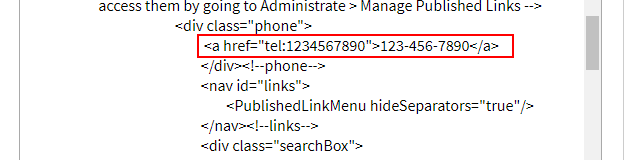 access them by going to Administrate > Manage Published Links -->
<div class="phone">
<a href="tel:1234567890">123-456-7890</a>
</div><!--phone-->
<nav id="links">
<PublishedLinkMenu hideSeparators="true"/>
</nav><!--links-->
<div class="searchBox">